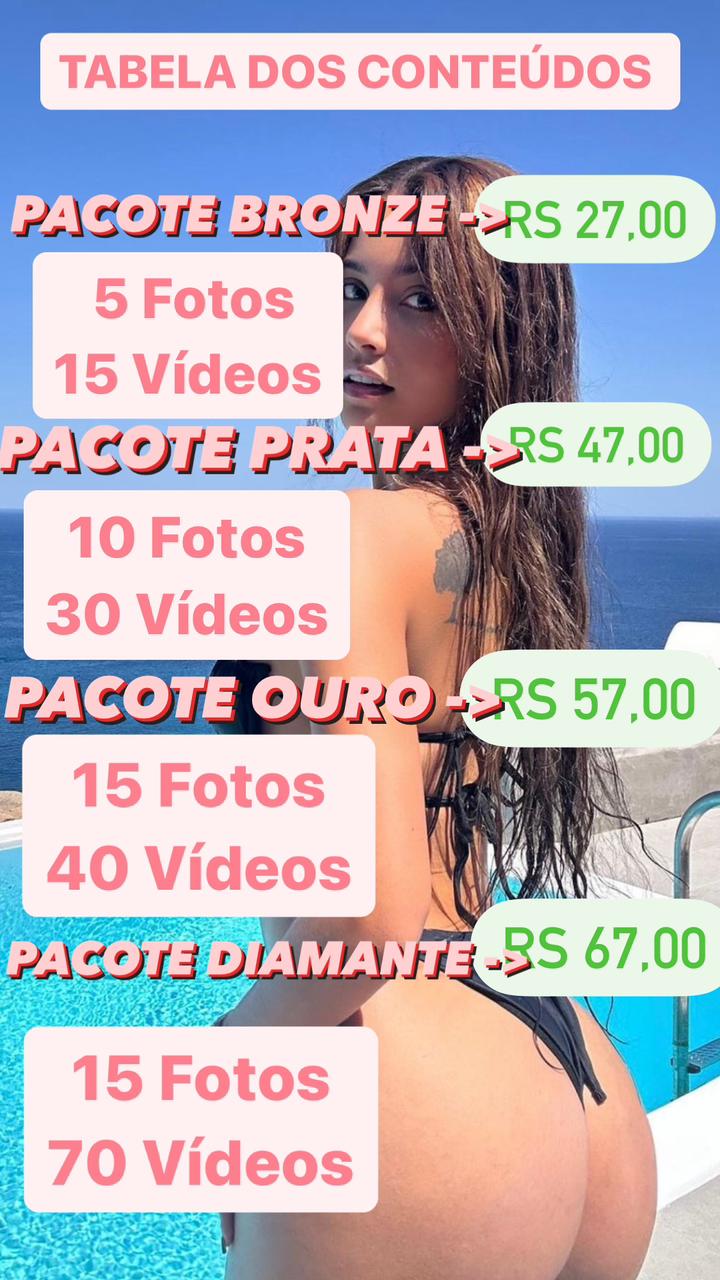 TABELA DOS CONTEÚDOS
PACOTE BRONZE -> RS 27,00
5 Fotos
15 Vídeos
PACOTE PRATA -> RS 47,00
10 Fotos
30 Vídeos
PACOTE OURO -> RS 57,00
15 Fotos
40 Vídeos
PACOTE DIAMANTE -> RS 67,00
15 Fotos
70 Vídeos